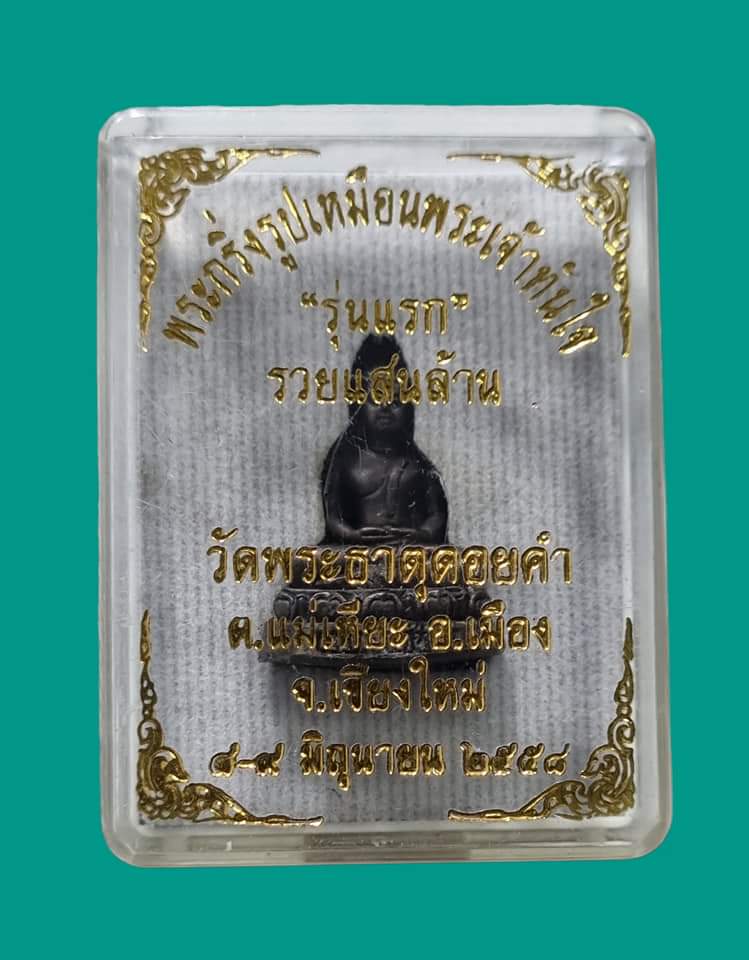 พระกริ่งรูปเหมือนพระเจ้าทันใจ
"รุ่นแรก"
รวยแสนล้าน
วัดพระธาตุดอยคำ
ต.แม่เหียะ อ.เมือง
จ.เชียงใหม่
๘-๙ มิถุนายน ๒๕๕๘